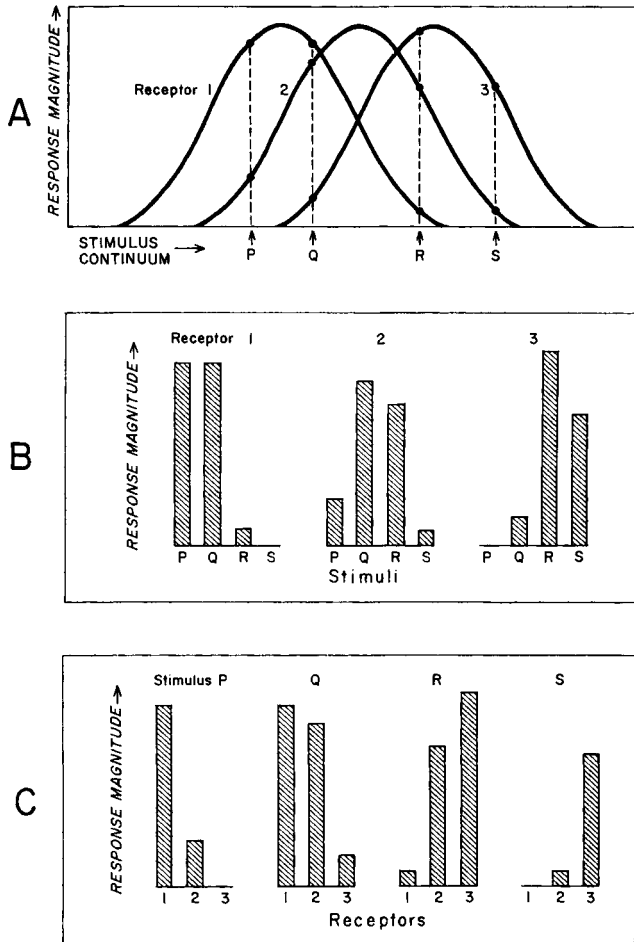 A
RESPONSE MAGNITUDE →
Receptor 1 2 3
STIMULUS CONTINUUM →
P Q R S
B
RESPONSE MAGNITUDE →
Receptor 1 2 3
P Q R S P Q R S P Q R S
Stimuli
C
RESPONSE MAGNITUDE →
Stimulus P Q R S
1 2 3 1 2 3 1 2 3 1 2 3
Receptors